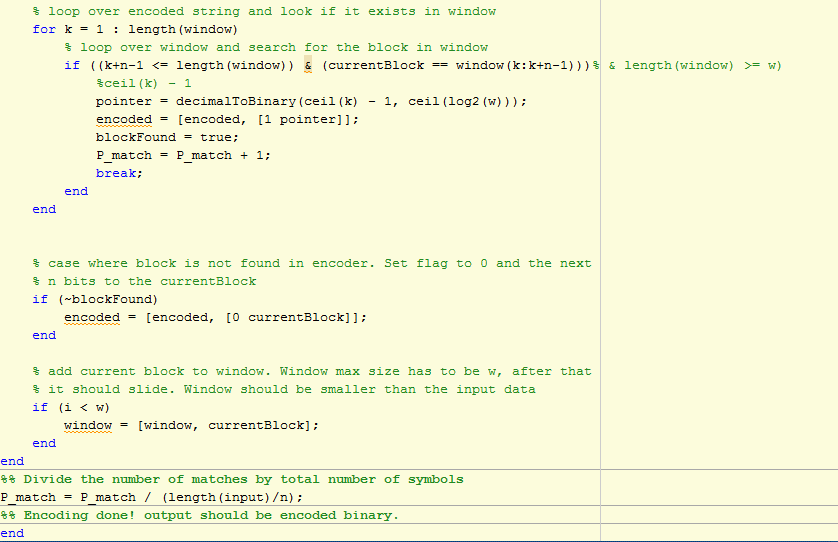 % loop over encoded string and look if it exists in window
for k = 1 : length(window)
% loop over window and search for the block in window
if ((k+n-1 <= length(window)) & (currentBlock == window(k:k+n-1)))% & length(window) >= w)
%ceil(k) - 1
pointer = decimalToBinary(ceil(k) - 1, ceil(log2(w)));
encoded = [encoded, [1 pointer]];
blockFound = true;
P_match = P_match + 1;
break;
end
end
% case where block is not found in encoder. Set flag to 0 and the next
% n bits to the currentBlock
if (~blockFound)
encoded = [encoded, [0 currentBlock]];
end
% add current block to window. Window max size has to be w, after that
% it should slide. Window should be smaller than the input data
if (i < w)
window = [window, currentBlock];
end
end
%% Divide the number of matches by total number of symbols
P_match = P_match / (length(input)/n);
%% Encoding done! output should be encoded binary.
end